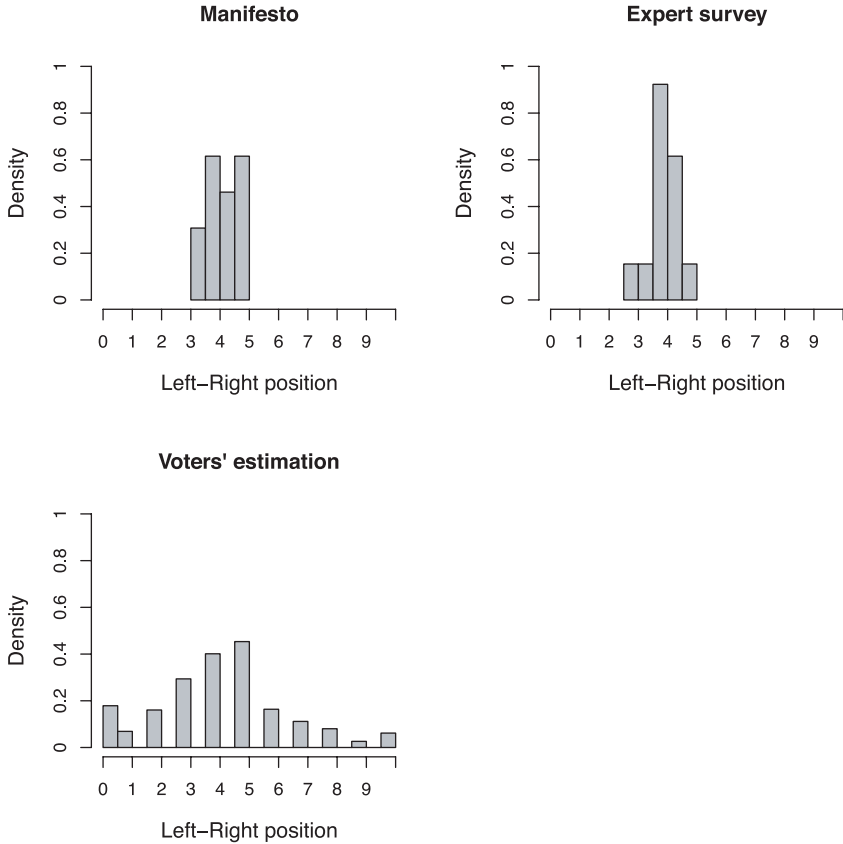 Manifesto
Density
0 0.2 0.4 0.6 0.8 1
0 1 2 3 4 5 6 7 8 9
Left−Right position
Expert survey
Density
0 0.2 0.4 0.6 0.8 1
0 1 2 3 4 5 6 7 8 9
Left−Right position
Voters' estimation
Density
0 0.2 0.4 0.6 0.8 1
0 1 2 3 4 5 6 7 8 9
Left−Right position